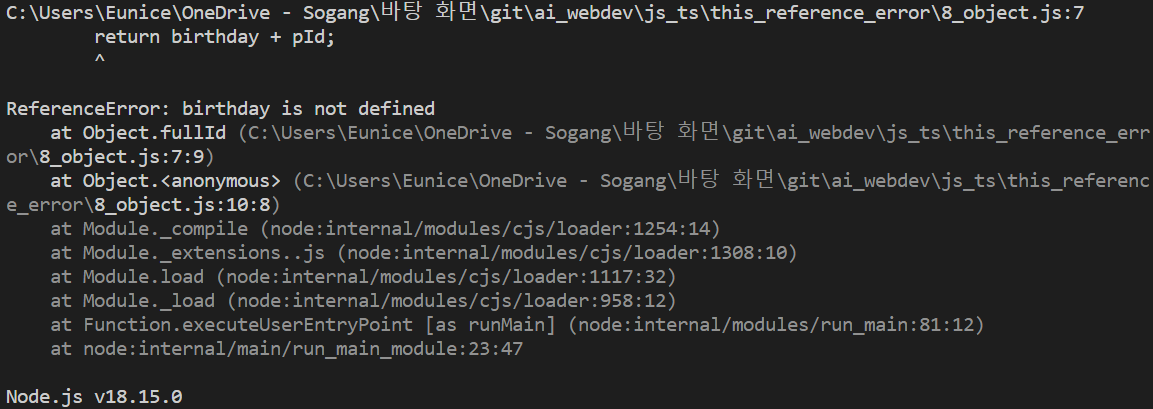 C:\Users\Eunice\OneDrive - Sogang\바탕 화면\git\ai_webdev\js_ts\this_reference_error\8_object.js:7
        return birthday + pId;
        ^

ReferenceError: birthday is not defined
    at Object.fullId (C:\Users\Eunice\OneDrive - Sogang\바탕 화면\git\ai_webdev\js_ts\this_reference_err
or\8_object.js:7:9)
    at Object.<anonymous> (C:\Users\Eunice\OneDrive - Sogang\바탕 화면\git\ai_webdev\js_ts\this_referenc
e_error\8_object.js:10:8)
    at Module._compile (node:internal/modules/cjs/loader:1254:14)
    at Module._extensions..js (node:internal/modules/cjs/loader:1308:10)
    at Module.load (node:internal/modules/cjs/loader:1117:32)
    at Module._load (node:internal/modules/cjs/loader:958:12)
    at Function.executeUserEntryPoint [as runMain] (node:internal/modules/run_main:81:12)
    at node:internal/main/run_main_module:23:47

Node.js v18.15.0